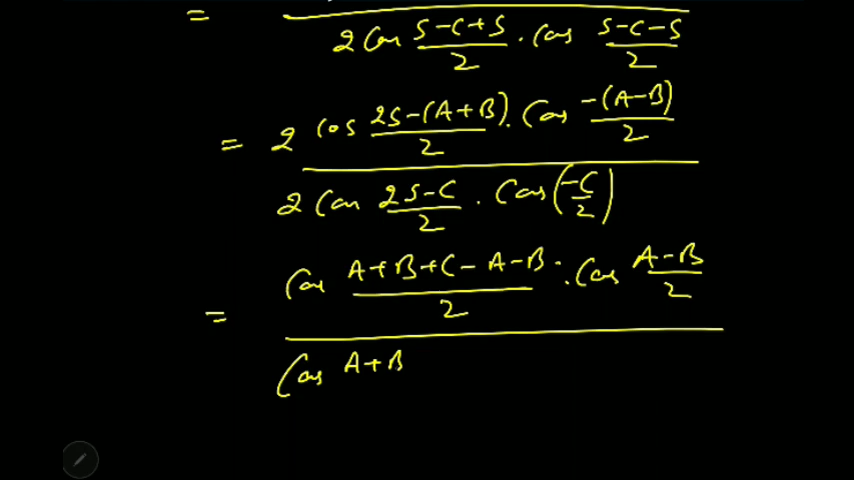 =
2 Cos (S-C+S)/2 . Cos (S-C-S)/2
= 2 cos (2S-(A+B))/2 . Cos (-(A-B))/2
2 Cos (2S-C)/2 . Cos(-C/2)
= Cos (A+B+C-A-B)/2 . Cos (A-B)/2
Cos A+B